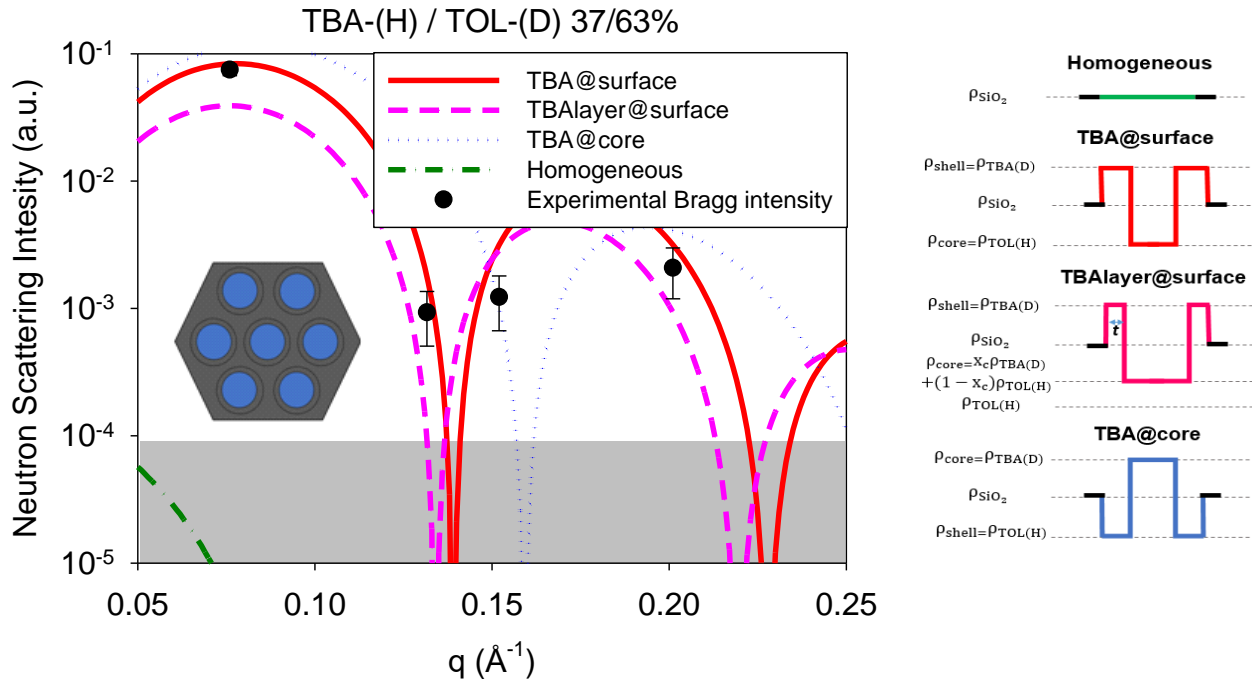 TBA-(H) / TOL-(D) 37/63%
Neutron Scattering Intesity (a.u.)
10-1
10-2
10-3
10-4
10-5
TBA@surface
TBAlayer@surface
TBA@core
Homogeneous
Experimental Bragg intensity
0.05 0.10 0.15 0.20 0.25
q (Å-1)
Homogeneous
ρSiO2
TBA@surface
ρshell=ρTBA(D)
ρSiO2
ρcore=ρTOL(H)
TBAlayer@surface
ρshell=ρTBA(D)
t
ρSiO2
ρcore=xcρTBA(D)
+(1 − xc)ρTOL(H)
ρTOL(H)
TBA@core
ρcore=ρTBA(D)
ρSiO2
ρshell=ρTOL(H)